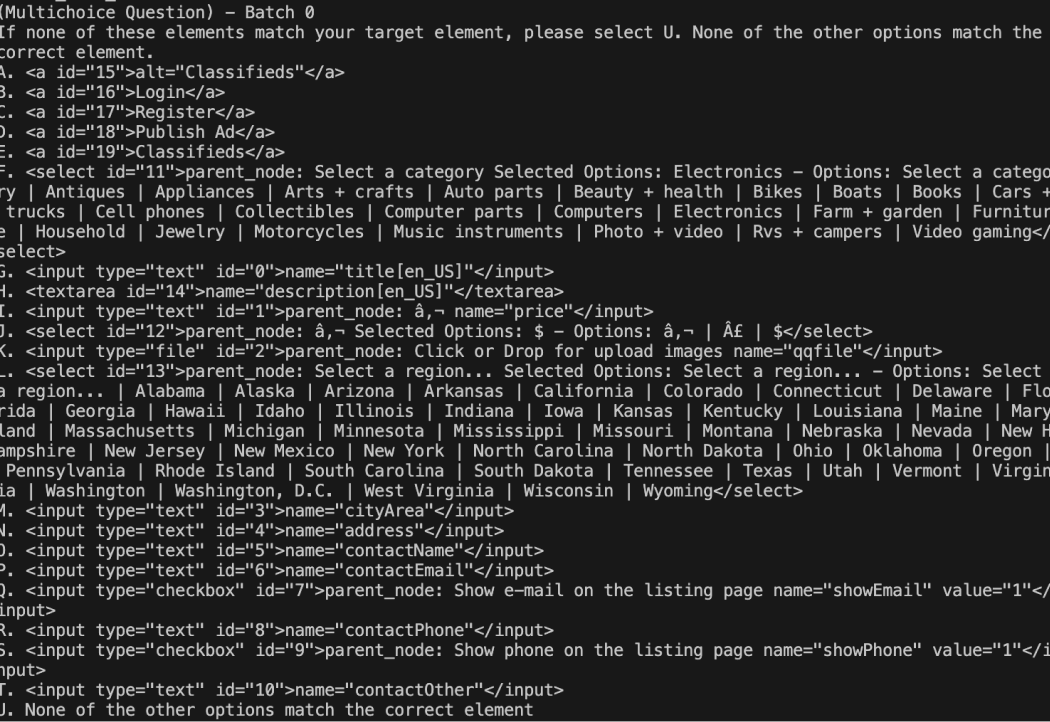 (Multichoice Question) – Batch 0
If none of these elements match your target element, please select U. None of the other options match the
correct element.
A. <a id="15">alt="Classifieds"</a>
B. <a id="16">Login</a>
C. <a id="17">Register</a>
D. <a id="18">Publish Ad</a>
E. <a id="19">Classifieds</a>
F. <select id="11">parent_node: Select a category Selected Options: Electronics – Options: Select a catego
ry | Antiques | Appliances | Arts + crafts | Auto parts | Beauty + health | Bikes | Boats | Books | Cars +
 trucks | Cell phones | Collectibles | Computer parts | Computers | Electronics | Farm + garden | Furnitur
e | Household | Jewelry | Motorcycles | Music instruments | Photo + video | Rvs + campers | Video gaming</
select>
G. <input type="text" id="0">name="title[en_US]"</input>
H. <textarea id="14">name="description[en_US]"</textarea>
I. <input type="text" id="1">parent_node: â‚¬ name="price"</input>
J. <select id="12">parent_node: â‚¬ Selected Options: $ – Options: â‚¬ | Â£ | $</select>
K. <input type="file" id="2">parent_node: Click or Drop for upload images name="qqfile"</input>
L. <select id="13">parent_node: Select a region... Selected Options: Select a region... – Options: Select
a region... | Alabama | Alaska | Arizona | Arkansas | California | Colorado | Connecticut | Delaware | Flo
rida | Georgia | Hawaii | Idaho | Illinois | Indiana | Iowa | Kansas | Kentucky | Louisiana | Maine | Mary
land | Massachusetts | Michigan | Minnesota | Mississippi | Missouri | Montana | Nebraska | Nevada | New H
ampshire | New Jersey | New Mexico | New York | North Carolina | North Dakota | Ohio | Oklahoma | Oregon |
 Pennsylvania | Rhode Island | South Carolina | South Dakota | Tennessee | Texas | Utah | Vermont | Virgin
ia | Washington | Washington, D.C. | West Virginia | Wisconsin | Wyoming</select>
M. <input type="text" id="3">name="cityArea"</input>
N. <input type="text" id="4">name="address"</input>
O. <input type="text" id="5">name="contactName"</input>
P. <input type="text" id="6">name="contactEmail"</input>
Q. <input type="checkbox" id="7">parent_node: Show e-mail on the listing page name="showEmail" value="1"</
input>
R. <input type="text" id="8">name="contactPhone"</input>
S. <input type="checkbox" id="9">parent_node: Show phone on the listing page name="showPhone" value="1"</i
nput>
T. <input type="text" id="10">name="contactOther"</input>
U. None of the other options match the correct element